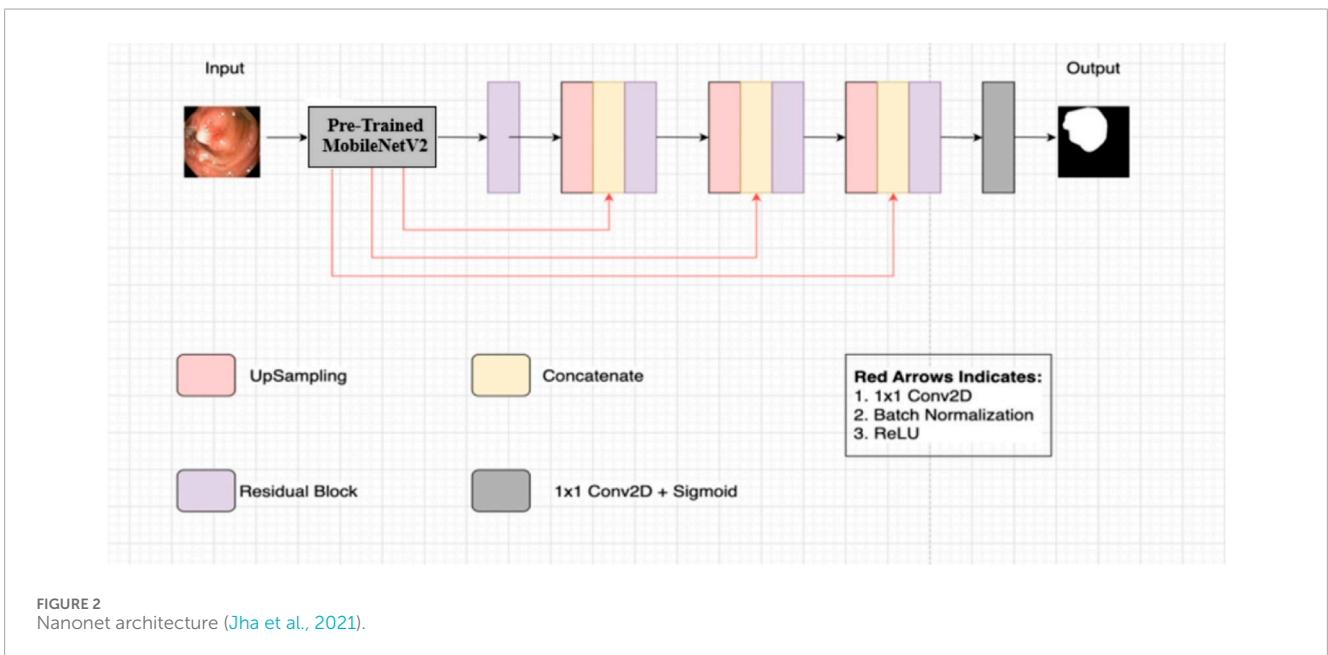 Input
Output
Pre-Trained
MobileNetV2
UpSampling
Concatenate
Red Arrows Indicates:
1. 1x1 Conv2D
2. Batch Normalization
3. ReLU
Residual Block
1x1 Conv2D + Sigmoid
FIGURE 2
Nanonet architecture (Jha et al., 2021).